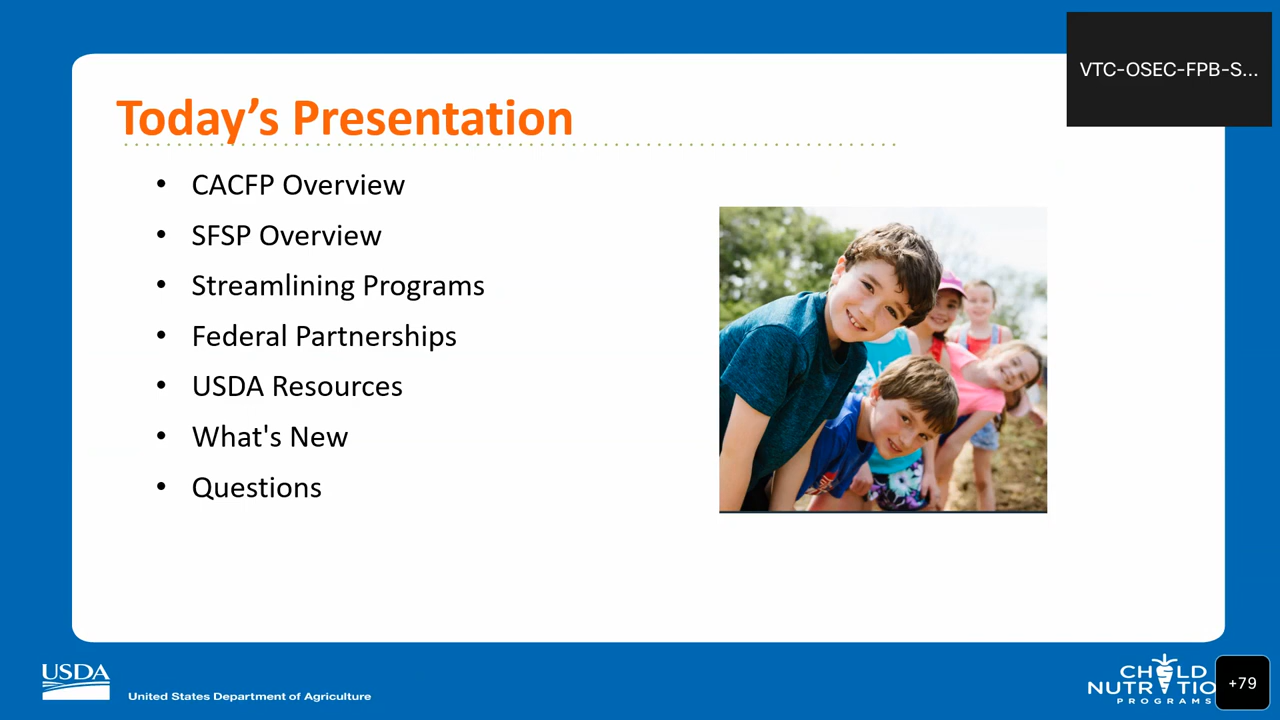 VTC-OSEC-FPB-S...
Today’s Presentation
• CACFP Overview
• SFSP Overview
• Streamlining Programs
• Federal Partnerships
• USDA Resources
• What's New
• Questions
USDA
United States Department of Agriculture
CHILD
NUTRITIO
PROGRAMS
+79